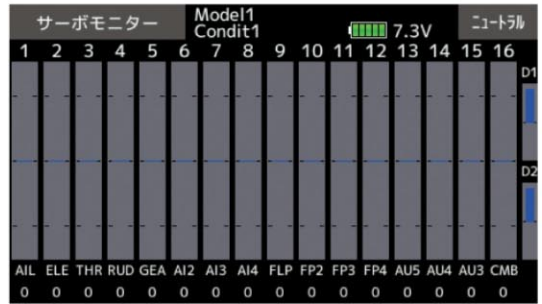 サーボモニター
Model1
Condit1
7.3V
ニュートラル
1 2 3 4 5 6 7 8 9 10 11 12 13 14 15 16
D1
D2
AIL ELE THR RUD GEA AI2 AI3 AI4 FLP FP2 FP3 FP4 AU5 AU4 AU3 CMB
0 0 0 0 0 0 0 0 0 0 0 0 0 0 0 0